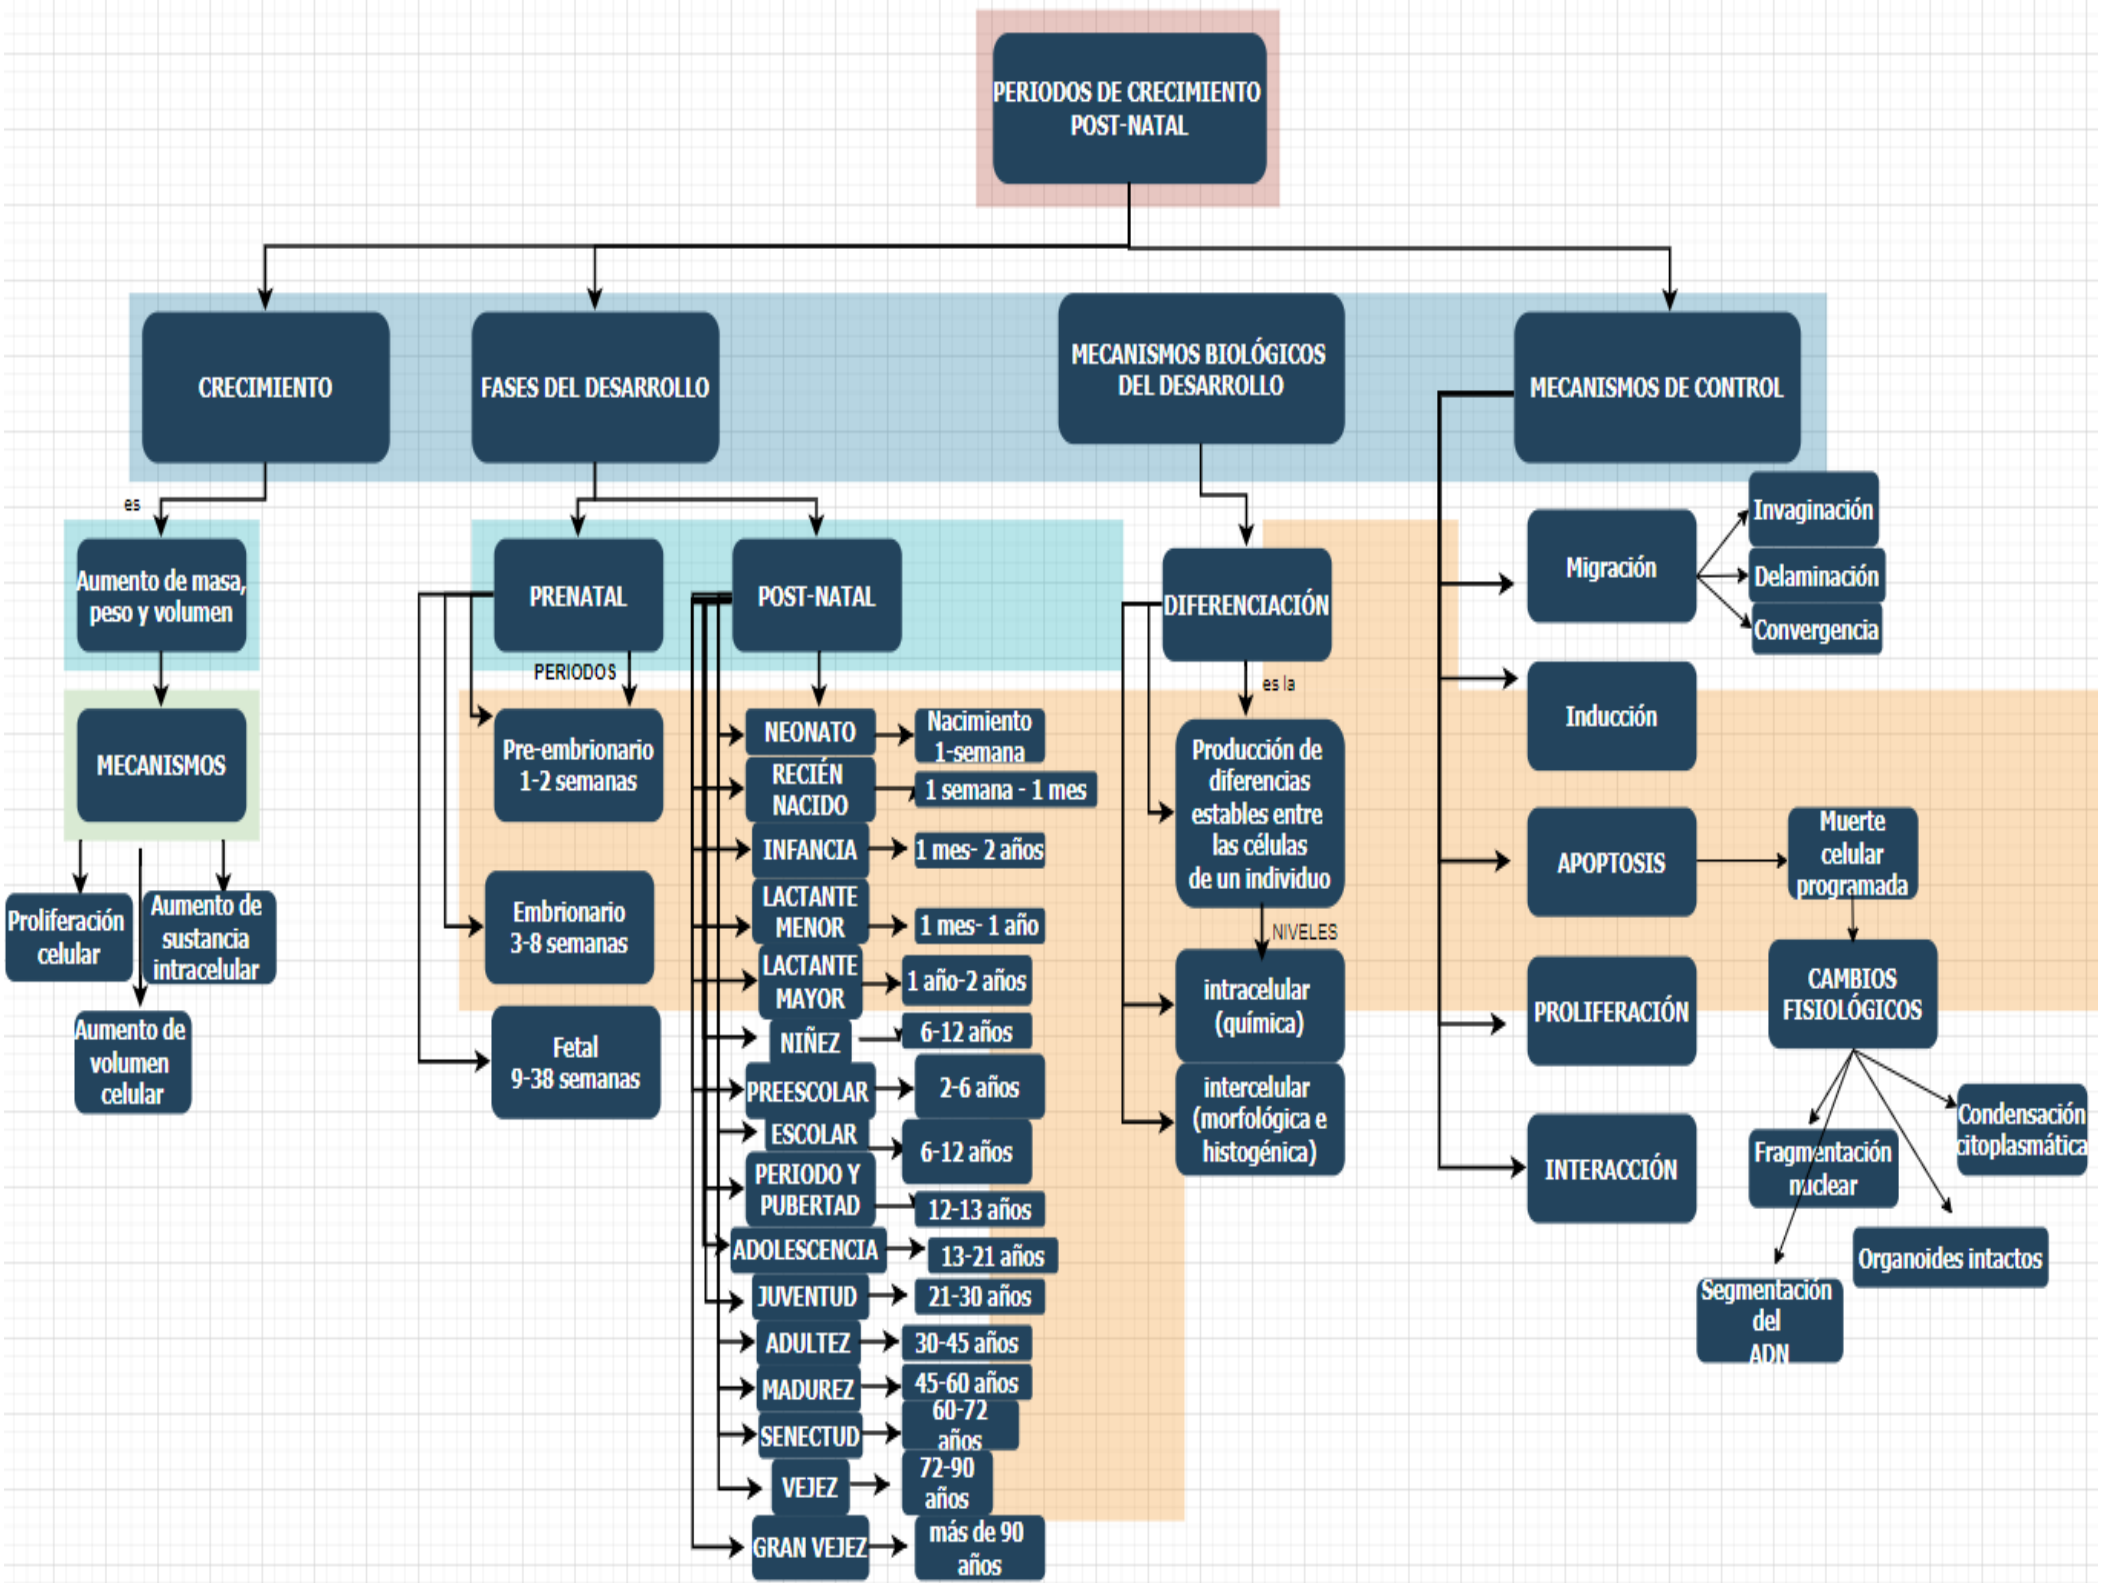 PERIODOS DE CRECIMIENTO
POST-NATAL
CRECIMIENTO
FASES DEL DESARROLLO
MECANISMOS BIOLÓGICOS
DEL DESARROLLO
MECANISMOS DE CONTROL
es
Aumento de masa,
peso y volumen
MECANISMOS
Proliferación
celular
Aumento de
sustancia
intracelular
Aumento de
volumen
celular
PRENATAL
PERIODOS
Pre-embrionario
1-2 semanas
Embrionario
3-8 semanas
Fetal
9-38 semanas
POST-NATAL
NEONATO
Nacimiento
1-semana
RECIÉN
NACIDO
1 semana - 1 mes
INFANCIA
1 mes- 2 años
LACTANTE
MENOR
1 mes- 1 año
LACTANTE
MAYOR
1 año-2 años
NIÑEZ
6-12 años
PREESCOLAR
2-6 años
ESCOLAR
6-12 años
PERIODO Y
PUBERTAD
12-13 años
ADOLESCENCIA
13-21 años
JUVENTUD
21-30 años
ADULTEZ
30-45 años
MADUREZ
45-60 años
SENECTUD
60-72
años
VEJEZ
72-90
años
GRAN VEJEZ
más de 90
años
DIFERENCIACIÓN
es la
Producción de
diferencias
estables entre
las células
de un individuo
NIVELES
intracelular
(química)
intercelular
(morfológica e
histogénica)
Migración
Invaginación
Delaminación
Convergencia
Inducción
APOPTOSIS
Muerte
celular
programada
CAMBIOS
FISIOLÓGICOS
Condensación
citoplasmática
Fragmentación
nuclear
Organoides intactos
Segmentación
del
ADN
PROLIFERACIÓN
INTERACCIÓN